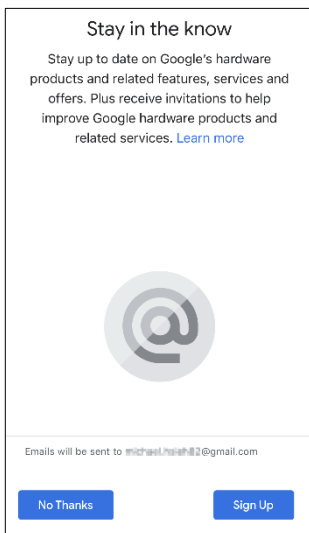 Stay in the know
Stay up to date on Google's hardware
products and related features, services and
offers. Plus receive invitations to help
improve Google hardware products and
related services. Learn more
@
Emails will be sent to @gmail.com
No Thanks
Sign Up